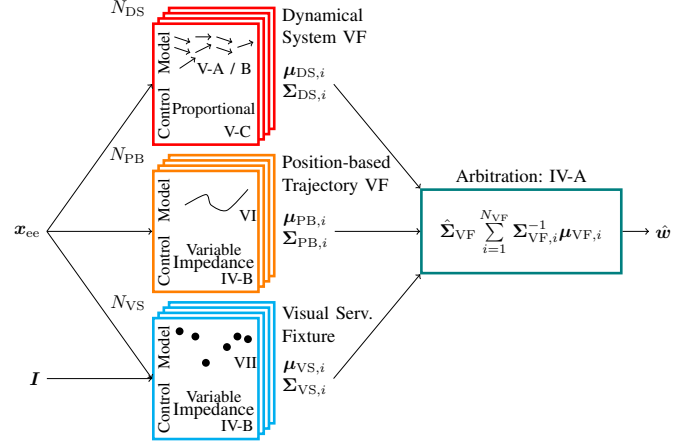 N_DS
Dynamical
System VF
Model
V-A / B
Control
Proportional
V-C
μ_DS,i
Σ_DS,i
N_PB
Position-based
Trajectory VF
Model
VI
Control
Variable
Impedance
IV-B
μ_PB,i
Σ_PB,i
x_ee
Arbitration: IV-A
Σ̂_VF ∑_{i=1}^{N_VF} Σ_VF,i^{-1} μ_VF,i
ŵ
N_VS
Visual Serv.
Fixture
Model
VII
Control
Variable
Impedance
IV-B
μ_VS,i
Σ_VS,i
I